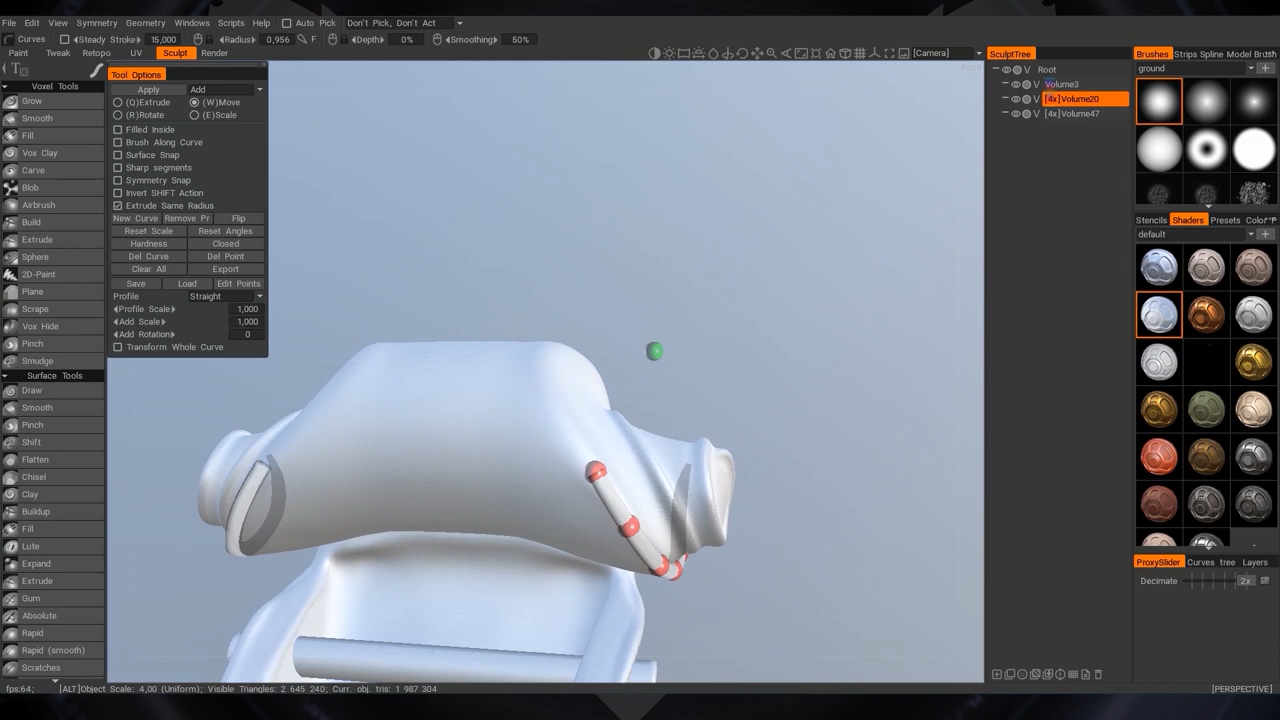 File Edit View Symmetry Geometry Windows Scripts Help Auto Pick Don't Pick, Don't Act
Curves Steady Stroke 15,000 Radius 0,956 F Depth 0% Smoothing 50%
Paint Tweak Retopo UV Sculpt Render [Camera]
Tool Options
Apply Add
(Q)Extrude (W)Move
(R)Rotate (E)Scale
Filled Inside
Brush Along Curve
Surface Snap
Sharp segments
Symmetry Snap
Invert SHIFT Action
Extrude Same Radius
New Curve Remove Pr Flip
Reset Scale Reset Angles
Hardness Closed
Del Curve Del Point
Clear All Export
Save Load Edit Points
Profile Straight
Profile Scale 1,000
Add Scale 1,000
Add Rotation 0
Transform Whole Curve
Voxel Tools
Grow
Smooth
Fill
Vox Clay
Carve
Blob
Airbrush
Build
Extrude
Sphere
2D-Paint
Plane
Scrape
Vox Hide
Pinch
Smudge
Surface Tools
Draw
Smooth
Pinch
Shift
Flatten
Chisel
Clay
Buildup
Fill
Lute
Expand
Extrude
Gum
Absolute
Rapid
Rapid (smooth)
Scratches
Front
SculptTree
Root
V Volume3
V [4x]Volume20
V [4x]Volume47
Brushes Strips Spline Model Brush
ground
Stencils Shaders Presets Color
default
ProxySlider Curves tree Layers
Decimate 2x
fps:64; [ALT]Object Scale: 4,00 (Uniform); Visible Triangles: 2 645 240; Curr. obj. tris: 1 987 304 [PERSPECTIVE]